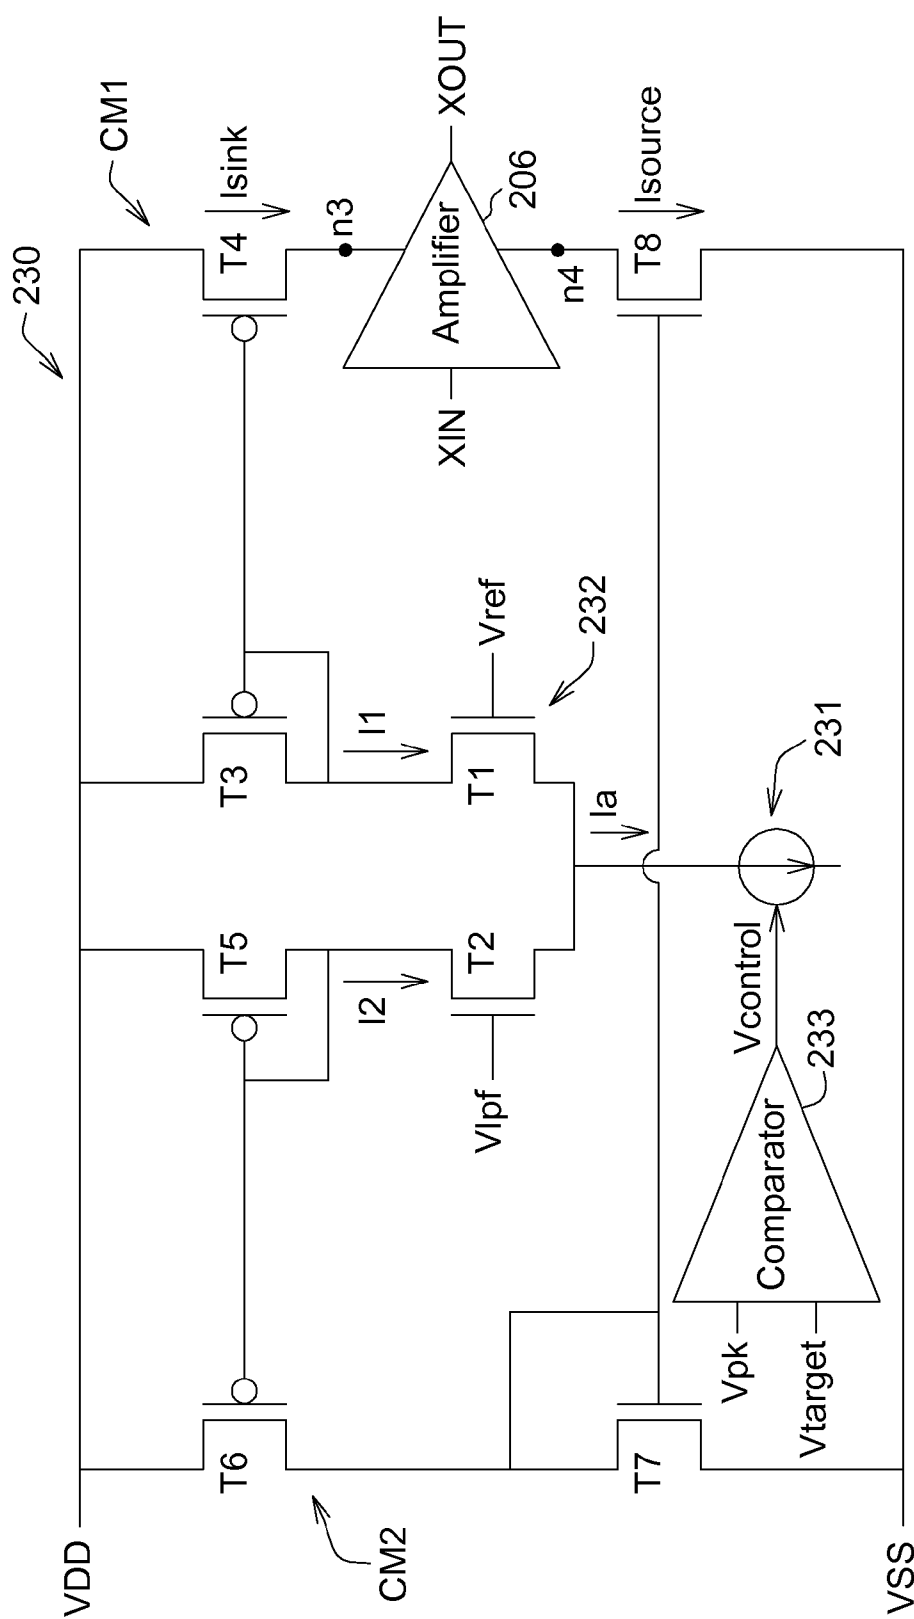 230
CM1
VDD
T6
T5
T3
T4
Isink
CM2
I2
I1
n3
Vlpf
T2
T1
Vref
232
XIN
Amplifier
XOUT
206
n4
Ia
T7
T8
Isource
Vpk
Vtarget
Comparator
233
Vcontrol
231
VSS